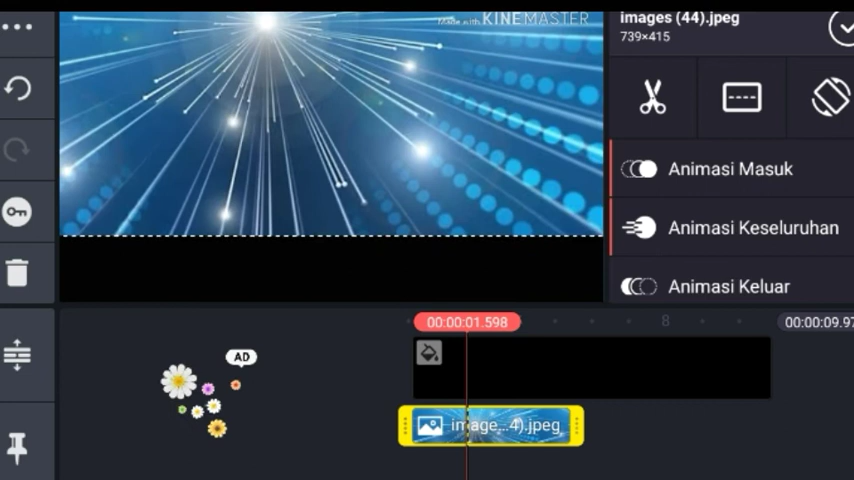 Made with KINEMASTER
images (44).jpeg
739×415
Animasi Masuk
Animasi Keseluruhan
Animasi Keluar
00:00:01.598
8
00:00:09.97
AD
image...4).jpeg